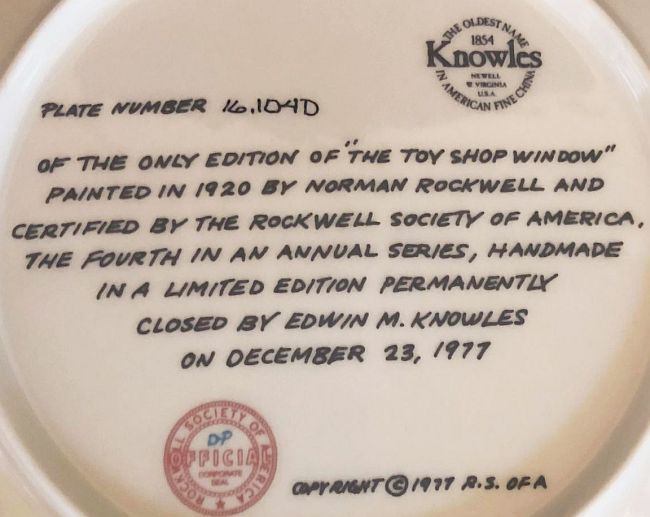 THE OLDEST NAME
1854
Knowles
NEWELL
W VIRGINIA
U.S.A.
IN AMERICAN FINE CHINA
PLATE NUMBER 16,104D
OF THE ONLY EDITION OF "THE TOY SHOP WINDOW"
PAINTED IN 1920 BY NORMAN ROCKWELL AND
CERTIFIED BY THE ROCKWELL SOCIETY OF AMERICA.
THE FOURTH IN AN ANNUAL SERIES, HANDMADE
IN A LIMITED EDITION PERMANENTLY
CLOSED BY EDWIN M. KNOWLES
ON DECEMBER 23, 1977
ROCKWELL SOCIETY OF AMERICA
D-P
OFFICIAL
CORPORATE
SEAL
COPYRIGHT © 1977 R.S. OF A